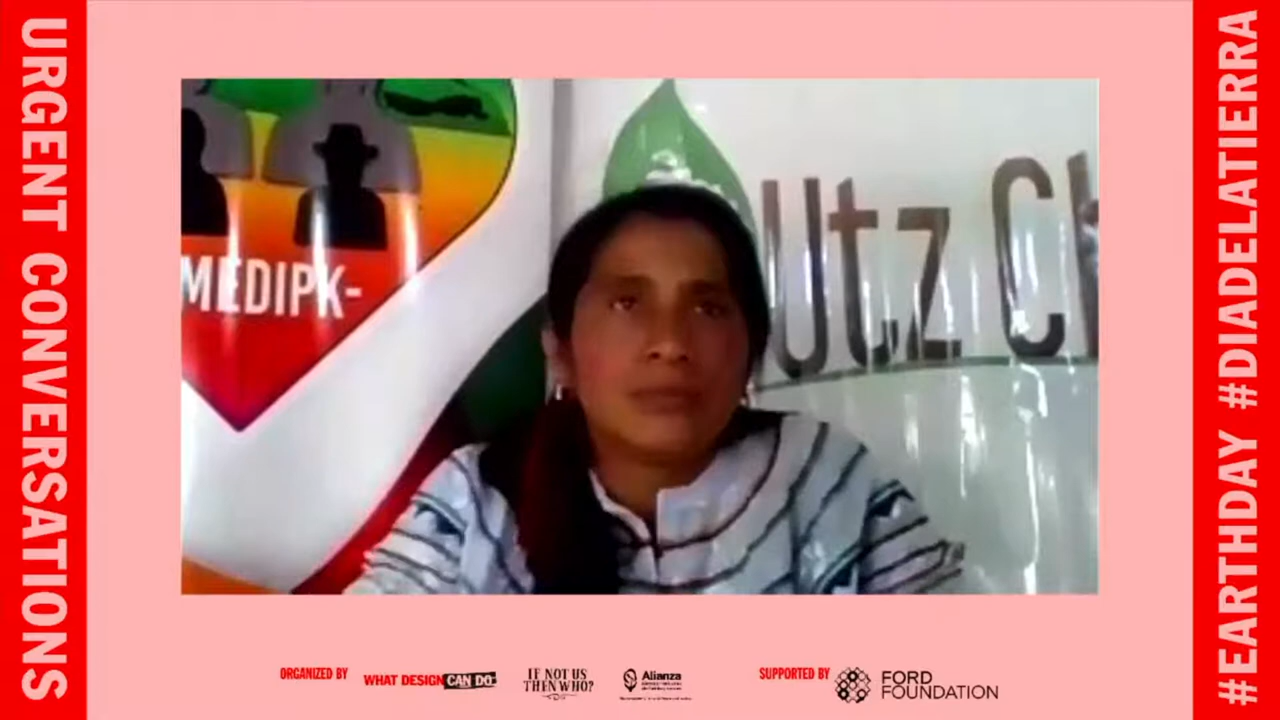 URGENT CONVERSATIONS
MEDIPK-
Utz Ch
#EARTHDAY #DIADELATIERRA
ORGANIZED BY
WHAT DESIGN CAN DO
IF NOT US
THEN WHO?
Alianza
SUPPORTED BY
FORD
FOUNDATION